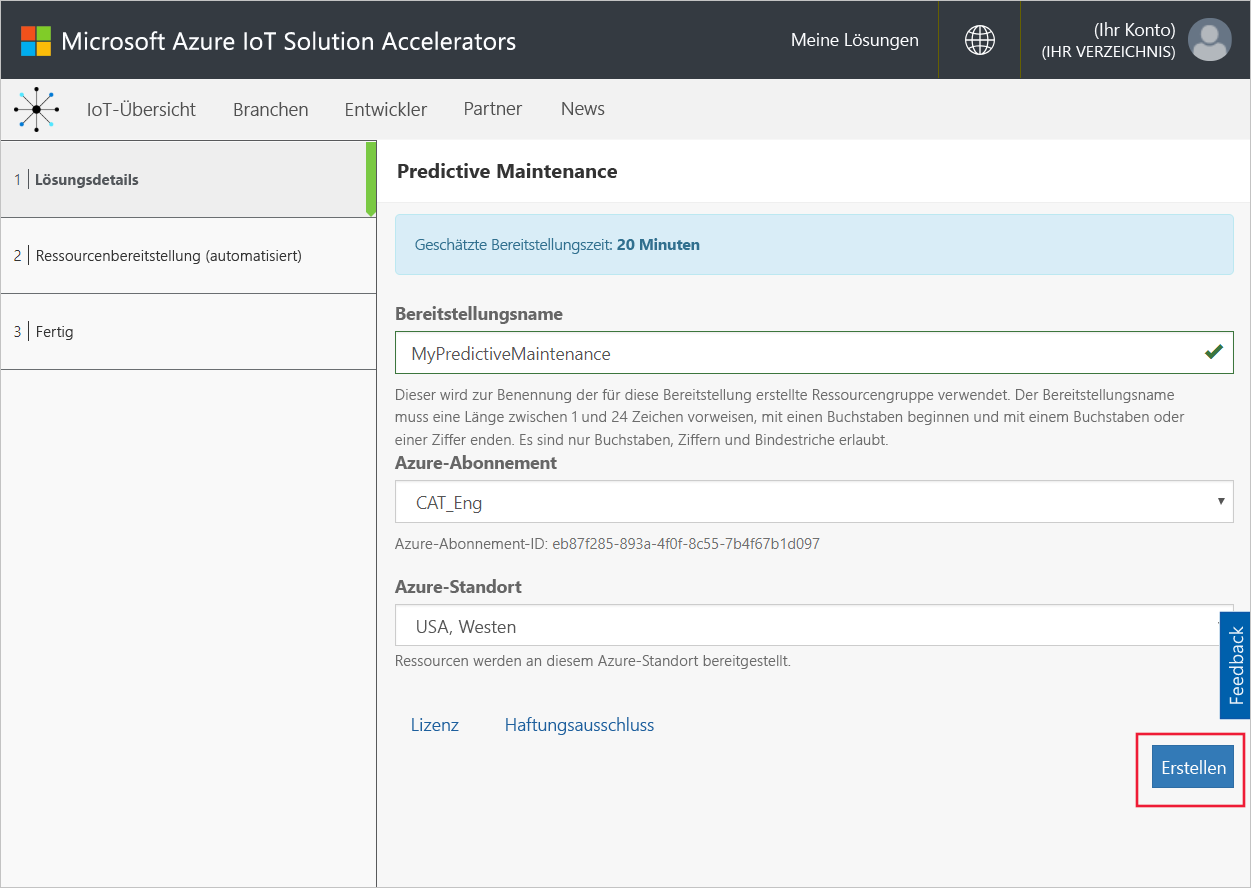 Microsoft Azure IoT Solution Accelerators
Meine Lösungen
(Ihr Konto)
(IHR VERZEICHNIS)
IoT-Übersicht
Branchen
Entwickler
Partner
News
1 Lösungsdetails
2 Ressourcenbereitstellung (automatisiert)
3 Fertig
Predictive Maintenance
Geschätzte Bereitstellungszeit: 20 Minuten
Bereitstellungsname
MyPredictiveMaintenance
Dieser wird zur Benennung der für diese Bereitstellung erstellte Ressourcengruppe verwendet. Der Bereitstellungsname
muss eine Länge zwischen 1 und 24 Zeichen vorweisen, mit einen Buchstaben beginnen und mit einem Buchstaben oder
einer Ziffer enden. Es sind nur Buchstaben, Ziffern und Bindestriche erlaubt.
Azure-Abonnement
CAT_Eng
Azure-Abonnement-ID: eb87f285-893a-4f0f-8c55-7b4f67b1d097
Azure-Standort
USA, Westen
Ressourcen werden an diesem Azure-Standort bereitgestellt.
Feedback
Lizenz
Haftungsausschluss
Erstellen